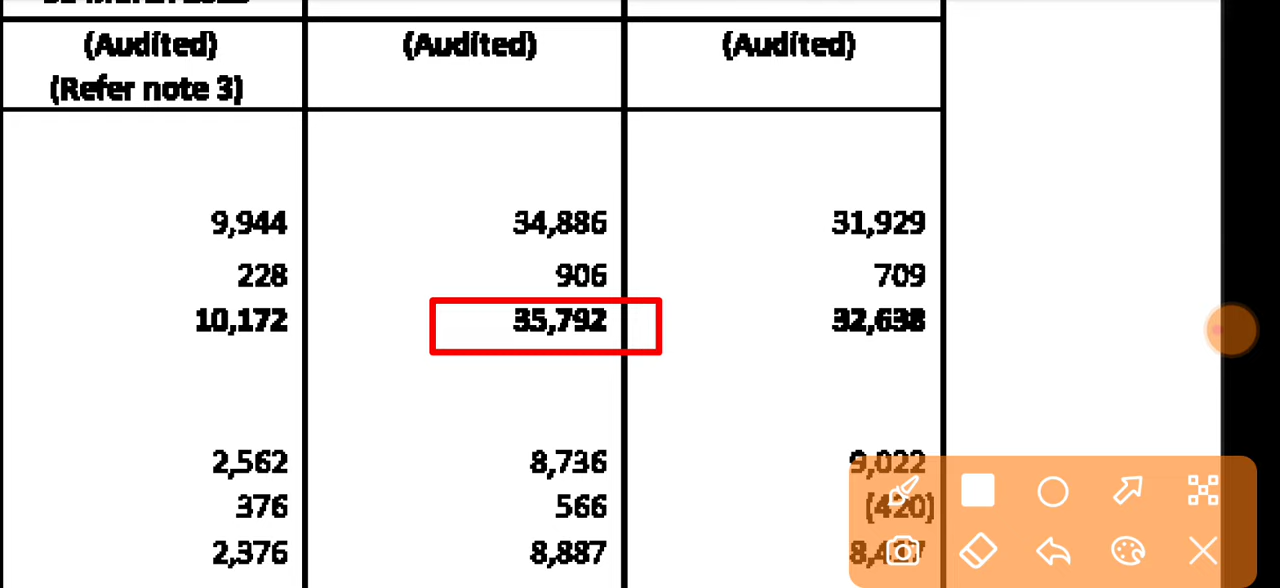 (Audited) (Audited) (Audited)
(Refer note 3)
9,944 34,886 31,929
228 906 709
10,172 35,792 32,638
2,562 8,736 9,022
376 566 (420)
2,376 8,887